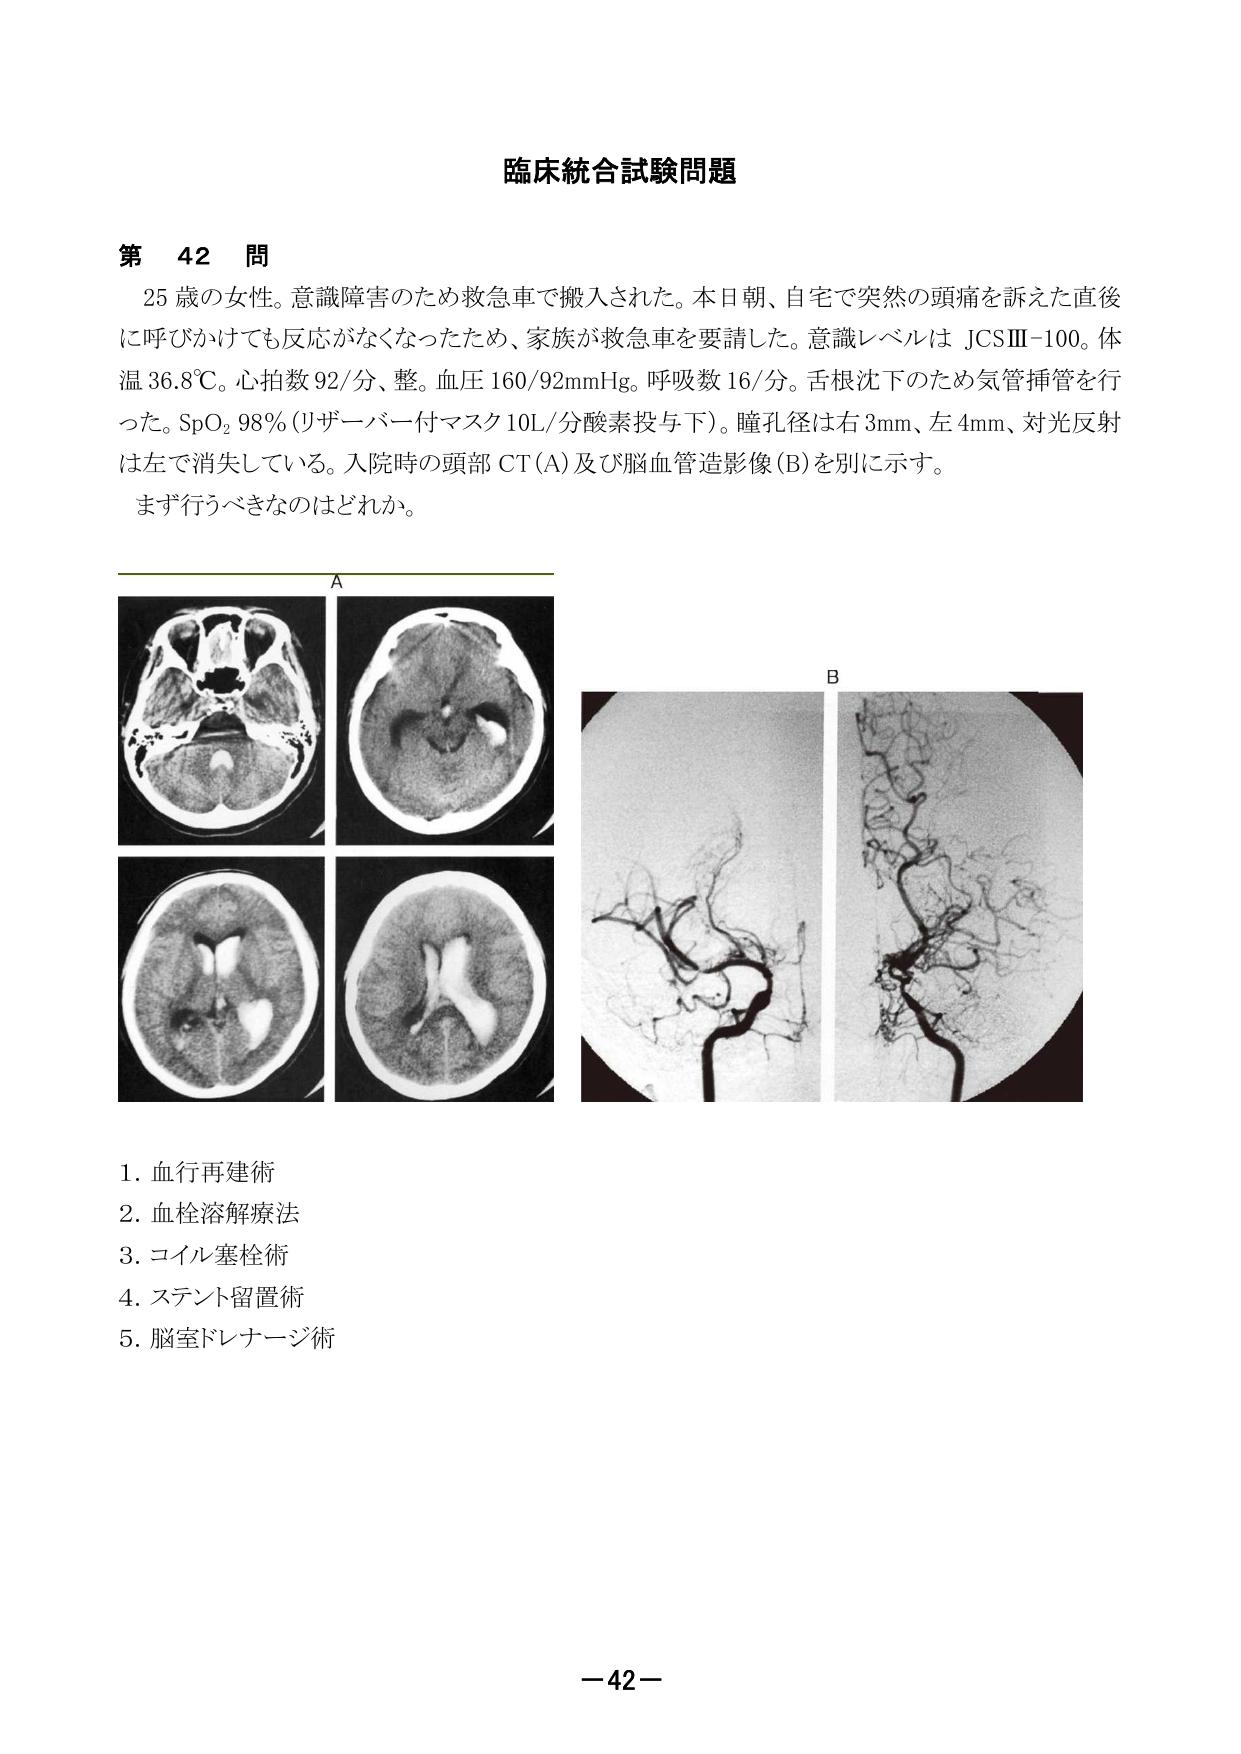 臨床統合試験問題
第 42 問
25 歳の女性。意識障害のため救急車で搬入された。本日朝、自宅で突然の頭痛を訴えた直後
に呼びかけても反応がなくなったため、家族が救急車を要請した。意識レベルは JCSⅢ-100。体
温 36.8℃。心拍数 92/分、整。血圧 160/92mmHg。呼吸数 16/分。舌根沈下のため気管挿管を行
った。SpO₂ 98%(リザーバー付マスク 10L/分酸素投与下)。瞳孔径は右 3mm、左 4mm、対光反射
は左で消失している。入院時の頭部 CT(A)及び脳血管造影像(B)を別に示す。
まず行うべきなのはどれか。
A
B
1. 血行再建術
2. 血栓溶解療法
3. コイル塞栓術
4. ステント留置術
5. 脳室ドレナージ術
－42－